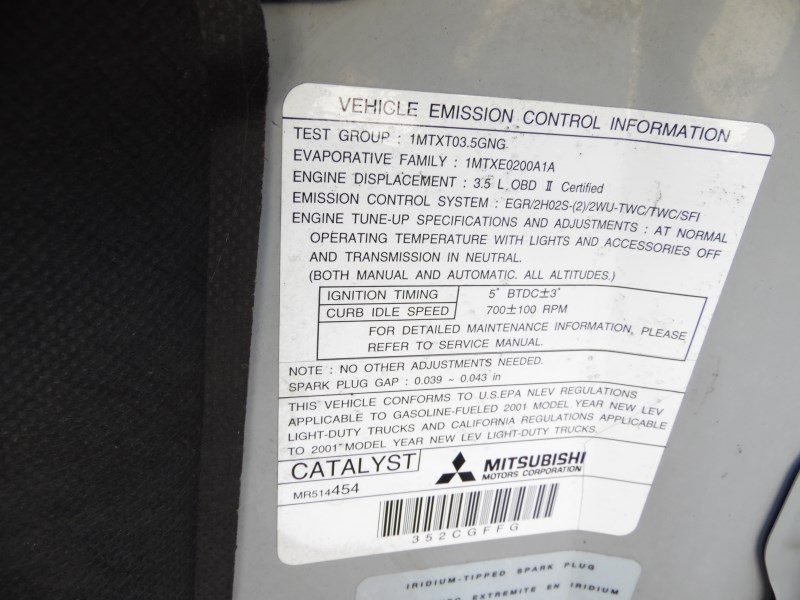 VEHICLE EMISSION CONTROL INFORMATION
TEST GROUP : 1MTXT03.5GNG
EVAPORATIVE FAMILY : 1MTXE0200A1A
ENGINE DISPLACEMENT : 3.5 L OBD Ⅱ Certified
EMISSION CONTROL SYSTEM : EGR/2H02S-(2)/2WU-TWC/TWC/SFI
ENGINE TUNE-UP SPECIFICATIONS AND ADJUSTMENTS : AT NORMAL
OPERATING TEMPERATURE WITH LIGHTS AND ACCESSORIES OFF
AND TRANSMISSION IN NEUTRAL.
(BOTH MANUAL AND AUTOMATIC. ALL ALTITUDES.)
IGNITION TIMING 5° BTDC±3°
CURB IDLE SPEED 700±100 RPM
FOR DETAILED MAINTENANCE INFORMATION, PLEASE
REFER TO SERVICE MANUAL.
NOTE : NO OTHER ADJUSTMENTS NEEDED.
SPARK PLUG GAP : 0.039 - 0.043 in
THIS VEHICLE CONFORMS TO U.S.EPA NLEV REGULATIONS
APPLICABLE TO GASOLINE-FUELED 2001 MODEL YEAR NEW LEV
LIGHT-DUTY TRUCKS AND CALIFORNIA REGULATIONS APPLICABLE
TO 2001 MODEL YEAR NEW LEV LIGHT-DUTY TRUCKS.
CATALYST MITSUBISHI
MOTORS CORPORATION
MR514454
352CGFFG
IRIDIUM-TIPPED SPARK PLUG
EXTREMITE EN IRIDIUM